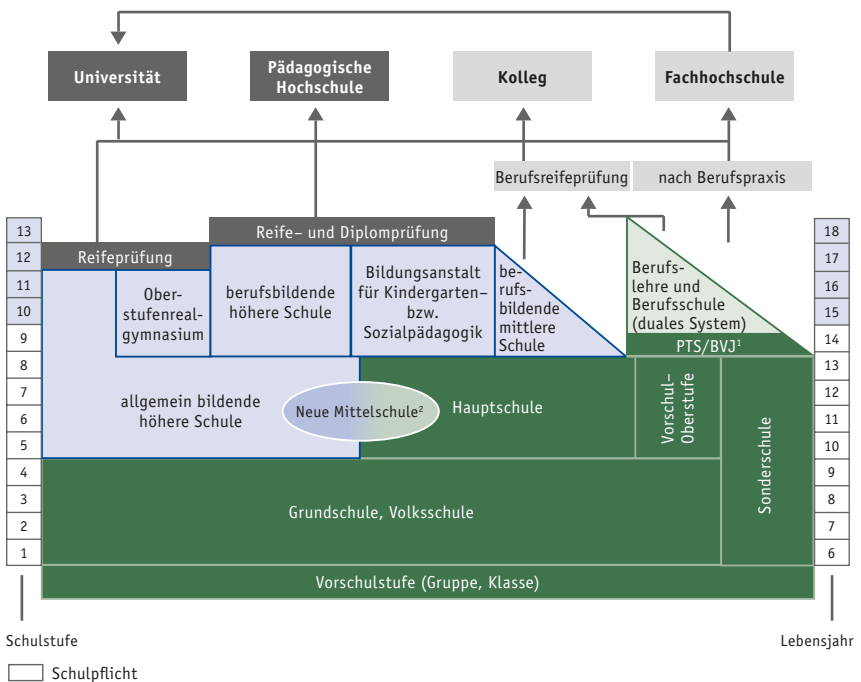 Universität
Pädagogische
Hochschule
Kolleg
Fachhochschule
Berufsreifeprüfung
nach Berufspraxis
13
12
11
10
9
8
7
6
5
4
3
2
1
Reifeprüfung
Reife– und Diplomprüfung
Ober-
stufenreal-
gymnasium
berufsbildende
höhere Schule
Bildungsanstalt
für Kindergarten–
bzw.
Sozialpädagogik
be-
rufs-
bildende
mittlere
Schule
Berufs-
lehre und
Berufsschule
(duales System)
PTS/BVJ¹
allgemein bildende
höhere Schule
Neue Mittelschule²
Hauptschule
Vorschul–
Oberstufe
Sonderschule
Grundschule, Volksschule
Vorschulstufe (Gruppe, Klasse)
18
17
16
15
14
13
12
11
10
9
8
7
6
Schulstufe
Lebensjahr
Schulpflicht